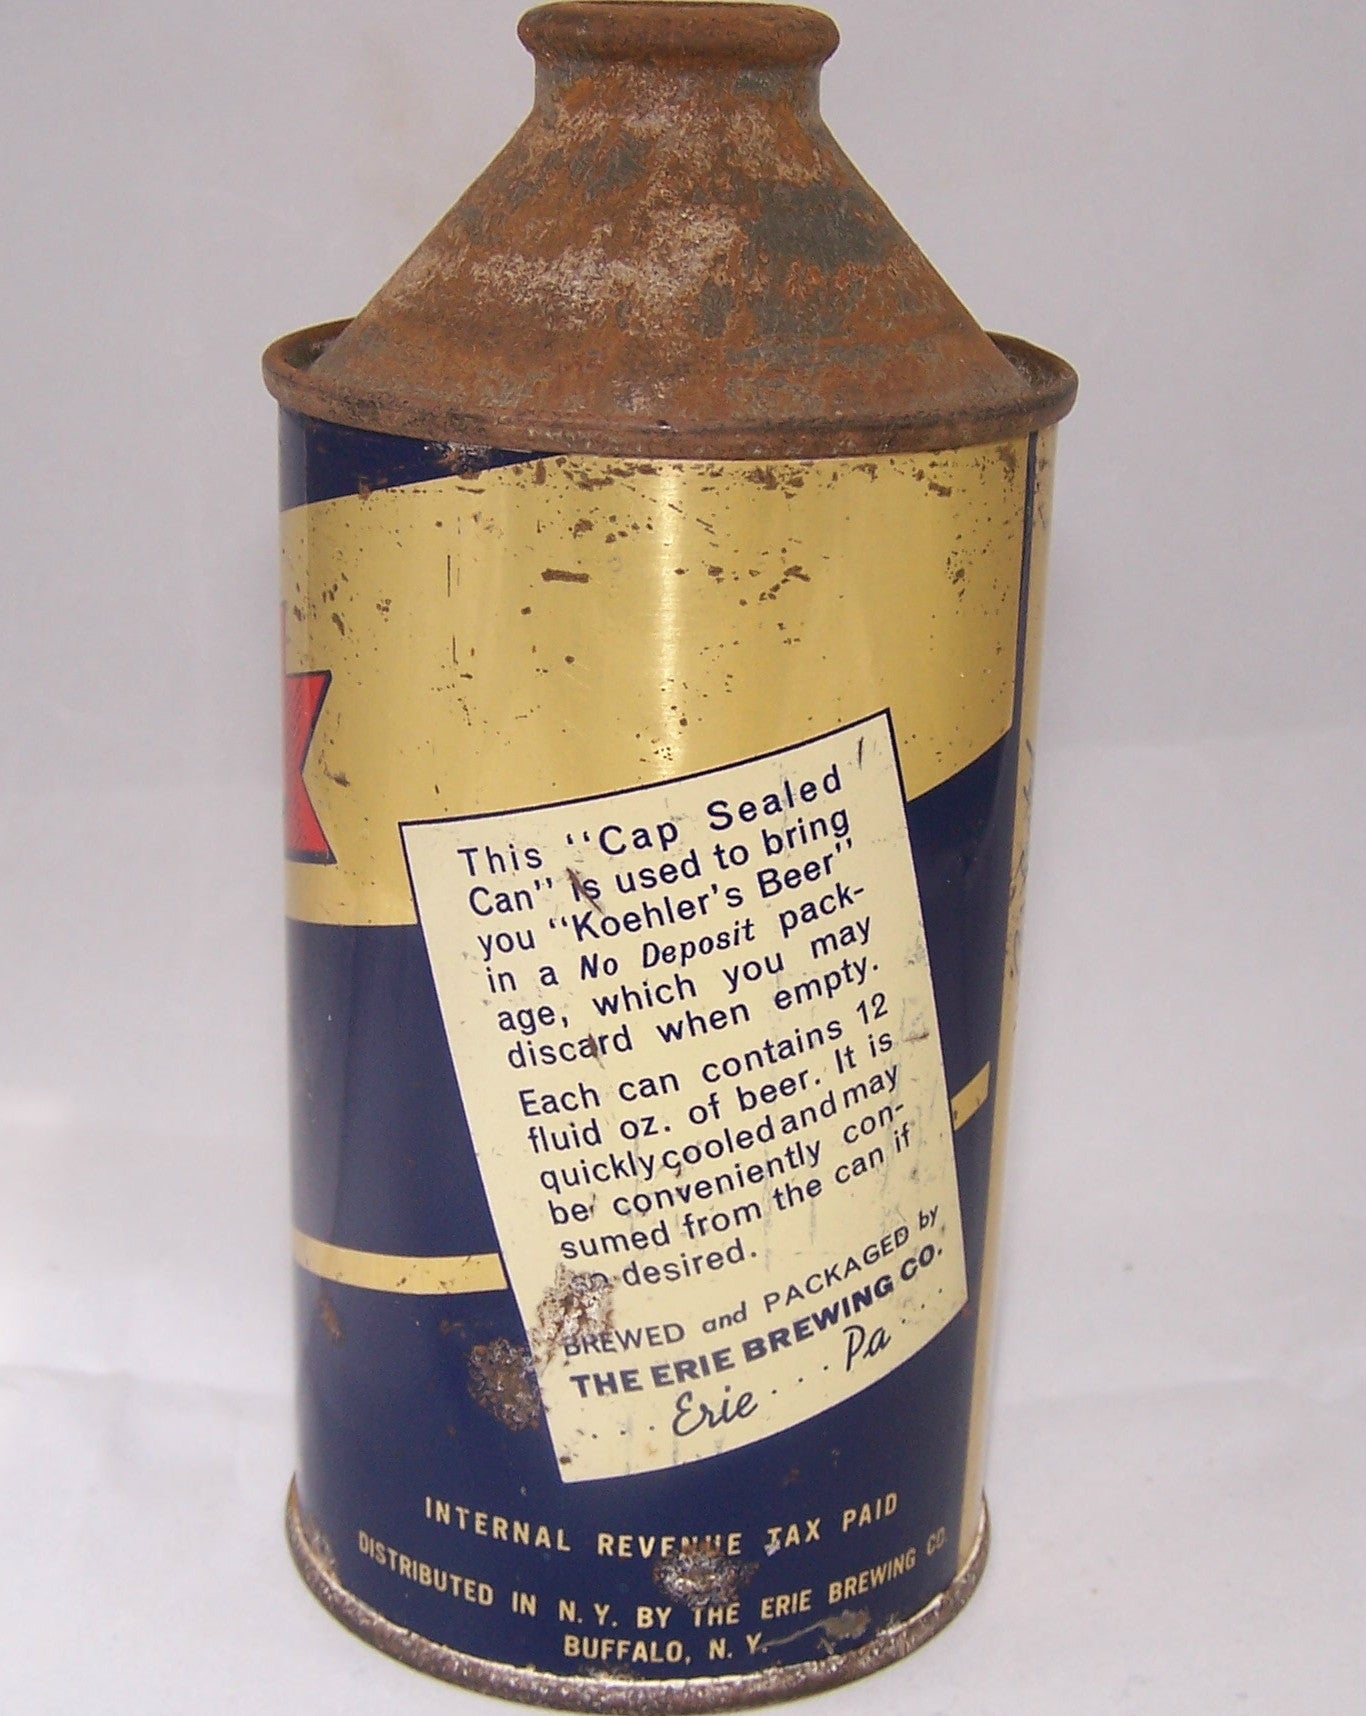 This “Cap Sealed
Can” is used to bring
you “Koehler’s Beer”
in a No Deposit pack-
age, which you may
discard when empty.
Each can contains 12
fluid oz. of beer. It is
quickly cooled and may
be conveniently con-
sumed from the can if
so desired.
BREWED and PACKAGED by
THE ERIE BREWING CO.
. . . Erie . . . Pa . . .
INTERNAL REVENUE TAX PAID
DISTRIBUTED IN N. Y. BY THE ERIE BREWING CO.
BUFFALO, N. Y.